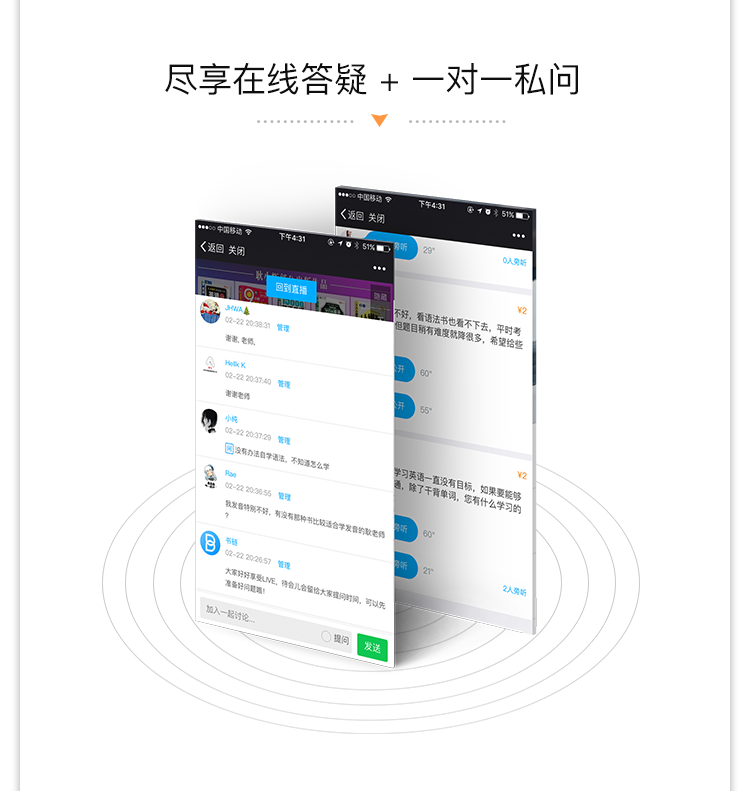 尽享在线答疑 + 一对一私问
中国移动
下午4:31
51%
返回 关闭
回到直播
隐藏
JHWA🎄
02-22 20:38:31 管理
谢谢, 老师,
Hellk K
02-22 20:37:40 管理
谢谢老师
小纯
02-22 20:37:29 管理
问 没有办法自学语法，不知道怎么学
Rae
02-22 20:36:55 管理
我发音特别不好，有没有那种书比较适合学发音的耿老师
？
书链
02-22 20:26:57 管理
大家好好享受LIVE，待会儿会留给大家提问时间，可以先
准备好问题哦！
加入一起讨论...
提问
发送
中国移动
下午4:31
51%
返回 关闭
旁听 29"
0人旁听
¥2
不好，看语法书也看不下去，平时考
但题目稍有难度就降很多，希望给些
公开 60"
公开 55"
¥2
学习英语一直没有目标，如果要能够
通，除了干背单词，您有什么学习的
旁听 60"
旁听 21"
2人旁听